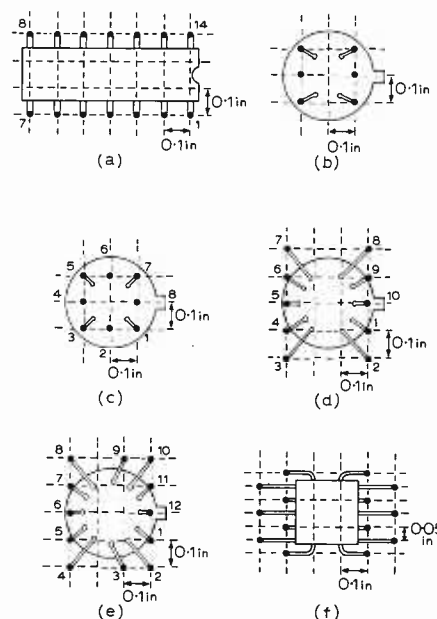 8 14
0·1in
7 1
0·1in
(a)
0·1in
0·1in
(b)
6
5 7
4 8
3 1
2
0·1in
0·1in
(c)
7 8
6 9
5 10
4 1
3 2
0·1in
0·1in
(d)
8 9 10
7 11
6 12
5 1
4 3 2
0·1in
0·1in
(e)
0·05
in
0·1in
(f)